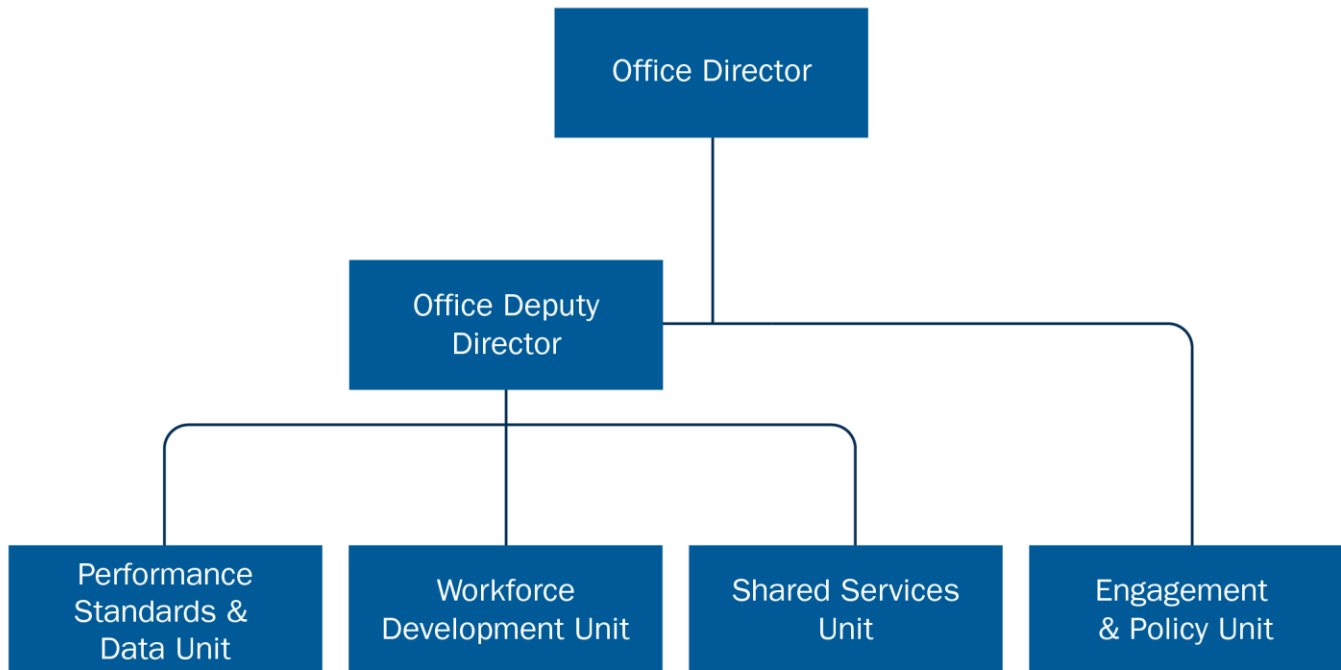 Office Director
Office Deputy
Director
Performance
Standards &
Data Unit
Workforce
Development Unit
Shared Services
Unit
Engagement
& Policy Unit